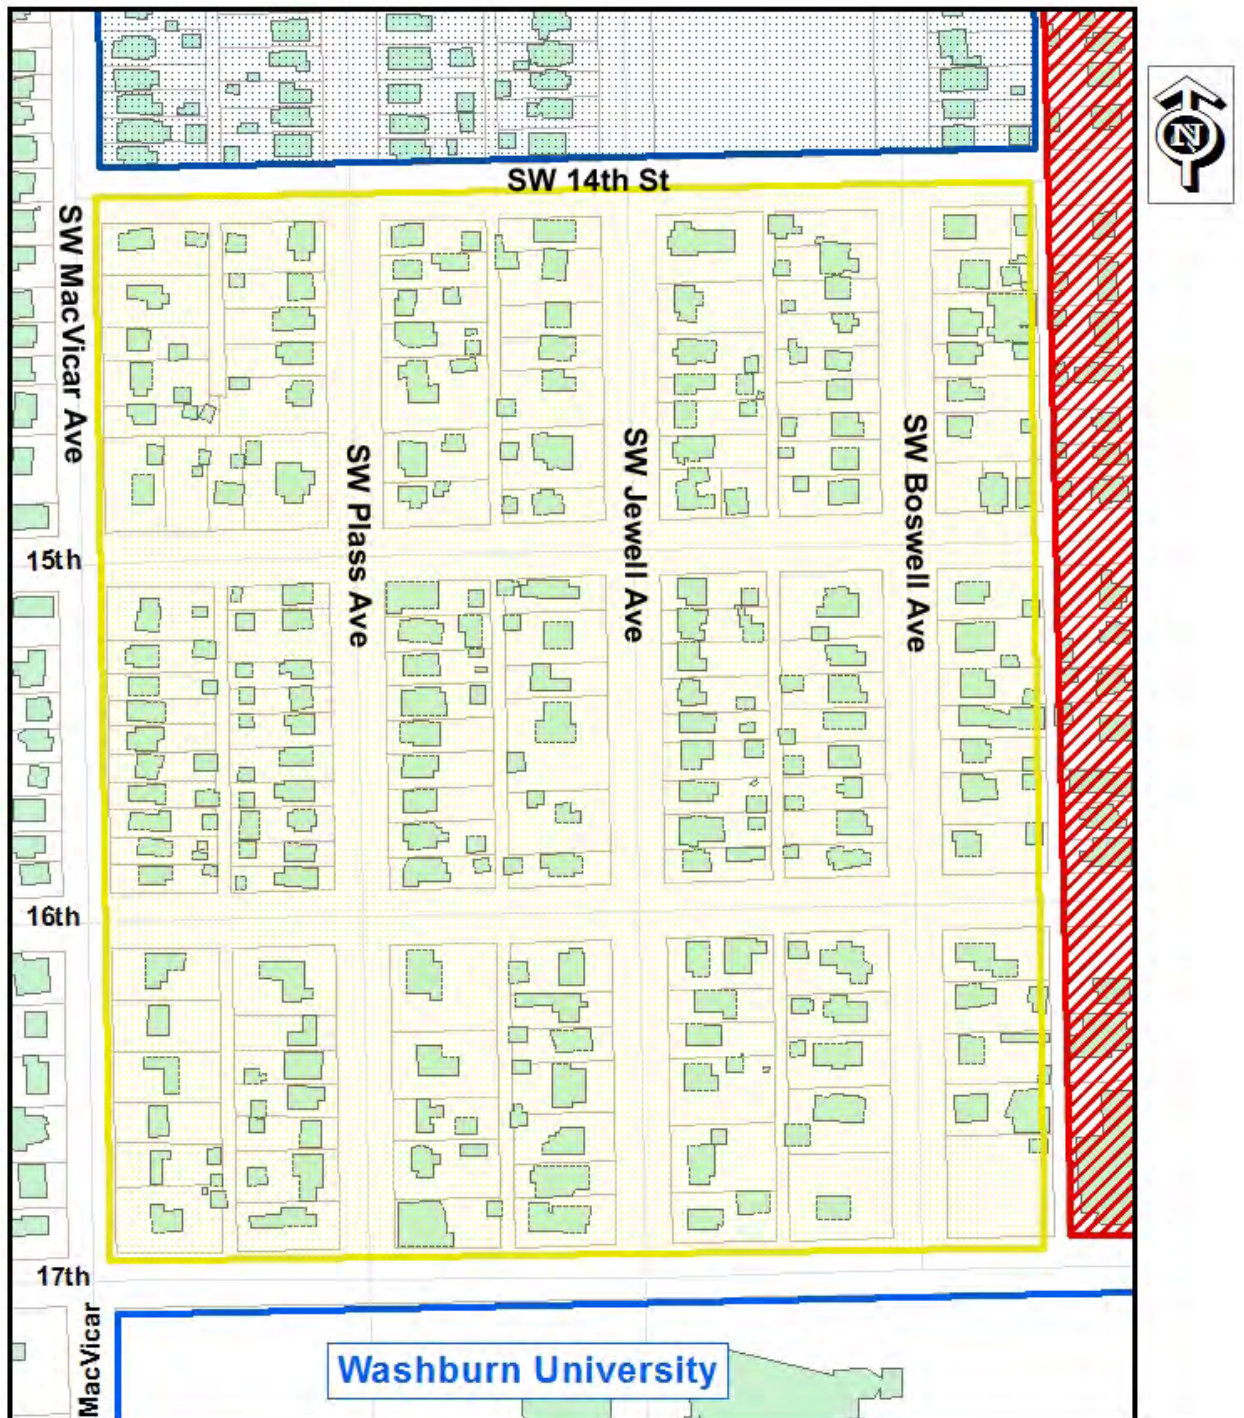 SW 14th St
N
SW MacVicar Ave
SW Plass Ave
SW Jewell Ave
SW Boswell Ave
15th
16th
17th
MacVicar
Washburn University